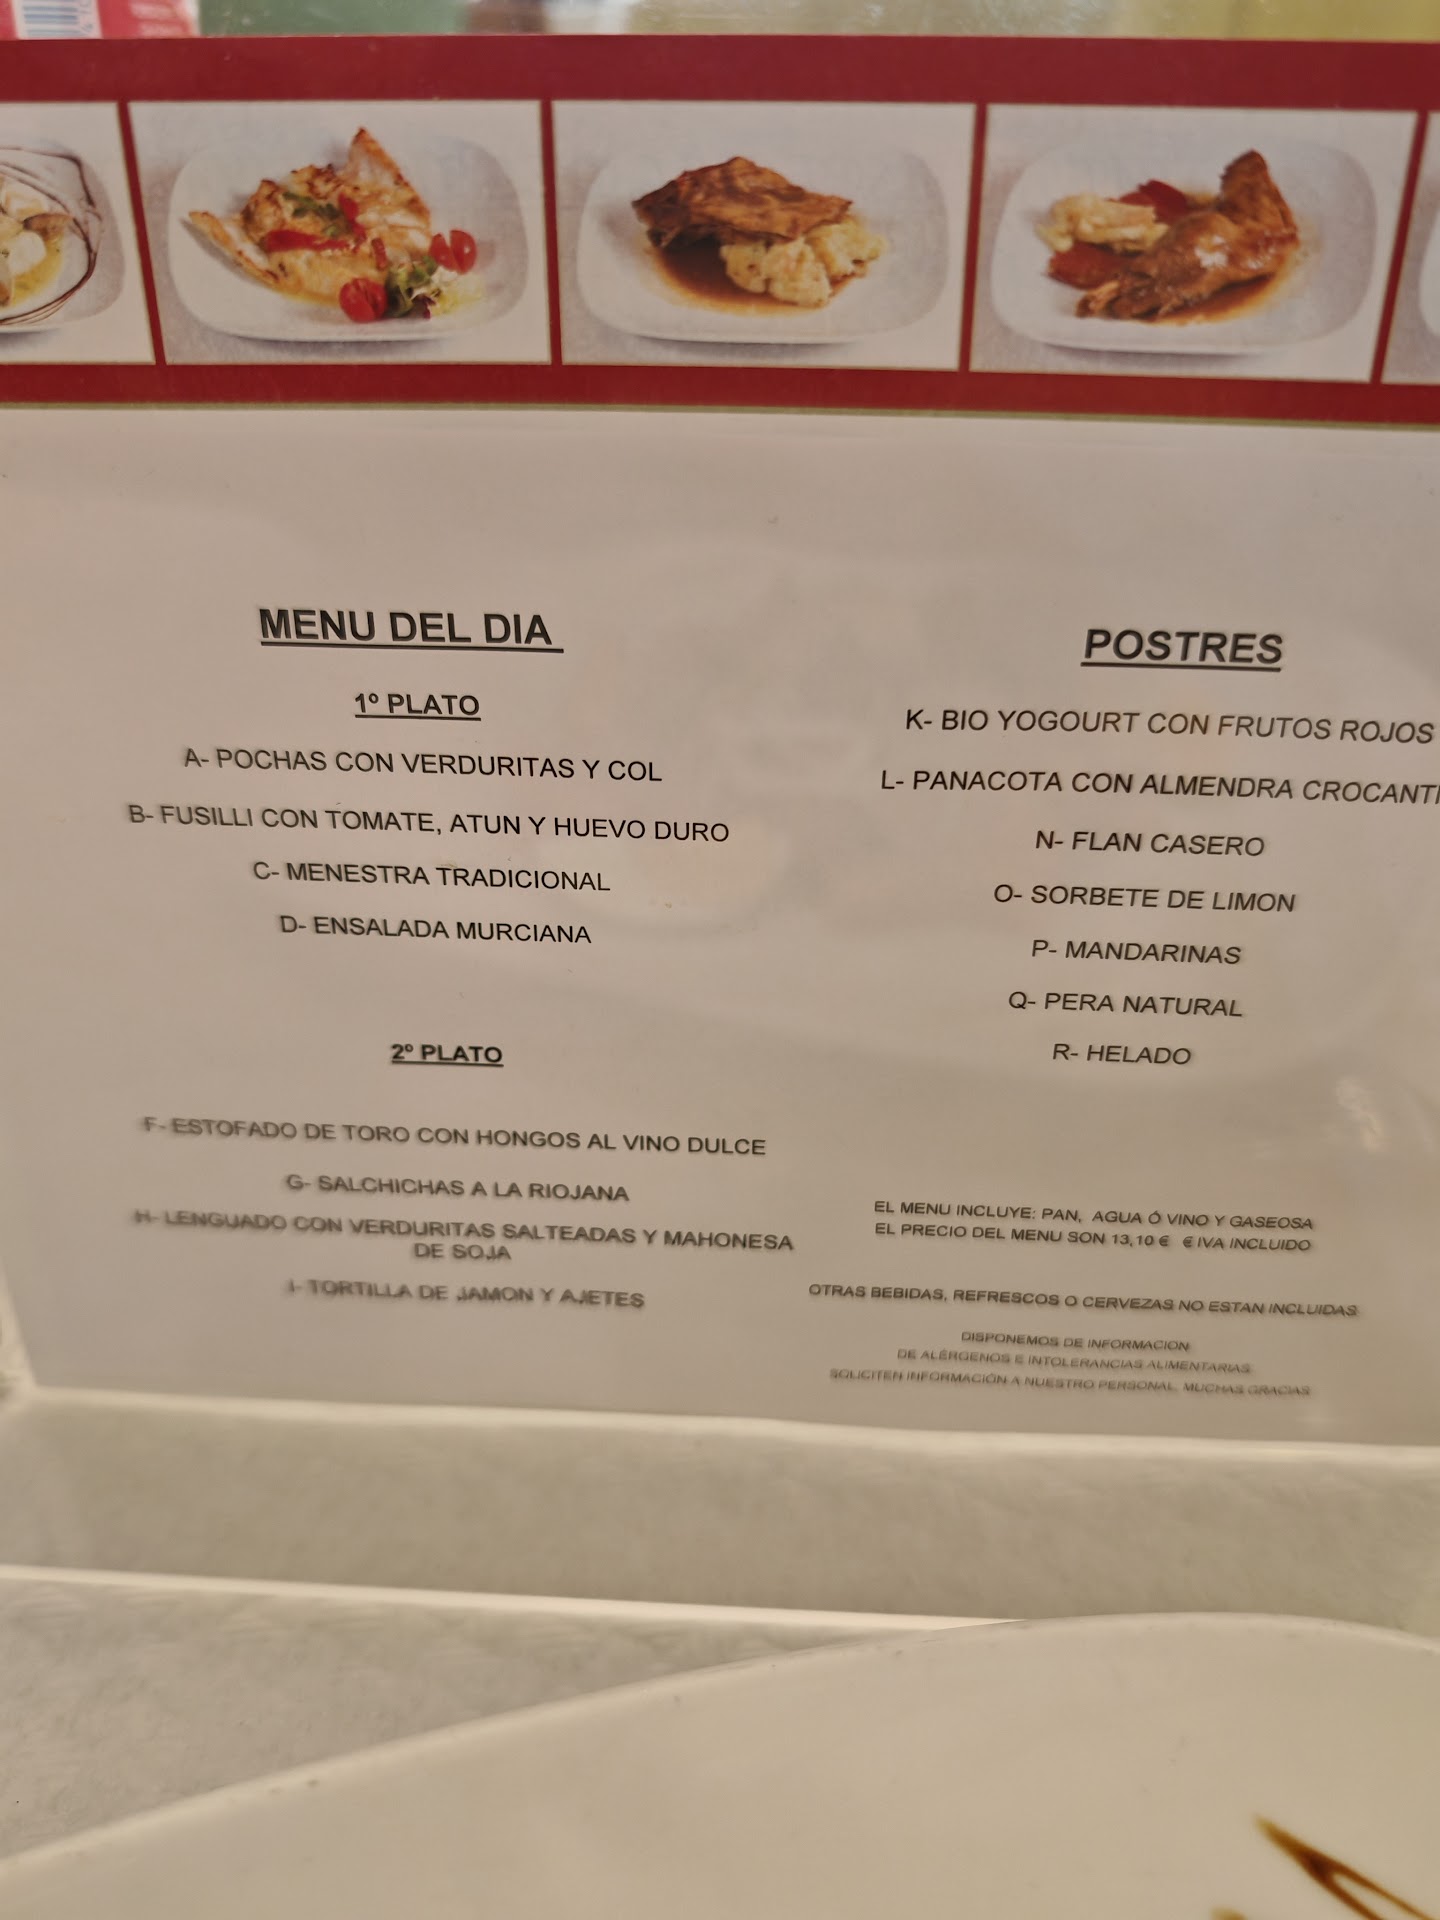 MENU DEL DIA
1º PLATO
A- POCHAS CON VERDURITAS Y COL
B- FUSILLI CON TOMATE, ATUN Y HUEVO DURO
C- MENESTRA TRADICIONAL
D- ENSALADA MURCIANA
2º PLATO
F- ESTOFADO DE TORO CON HONGOS AL VINO DULCE
G- SALCHICHAS A LA RIOJANA
H- LENGUADO CON VERDURITAS SALTEADAS Y MAHONESA
DE SOJA
I- TORTILLA DE JAMON Y AJETES
POSTRES
K- BIO YOGOURT CON FRUTOS ROJOS
L- PANACOTA CON ALMENDRA CROCANT
N- FLAN CASERO
O- SORBETE DE LIMON
P- MANDARINAS
Q- PERA NATURAL
R- HELADO
EL MENU INCLUYE: PAN, AGUA Ó VINO Y GASEOSA
EL PRECIO DEL MENU SON 13,10 € € IVA INCLUIDO
OTRAS BEBIDAS, REFRESCOS O CERVEZAS NO ESTAN INCLUIDAS
DISPONEMOS DE INFORMACION
DE ALÉRGENOS E INTOLERANCIAS ALIMENTARIAS
SOLICITEN INFORMACIÓN A NUESTRO PERSONAL, MUCHAS GRACIAS